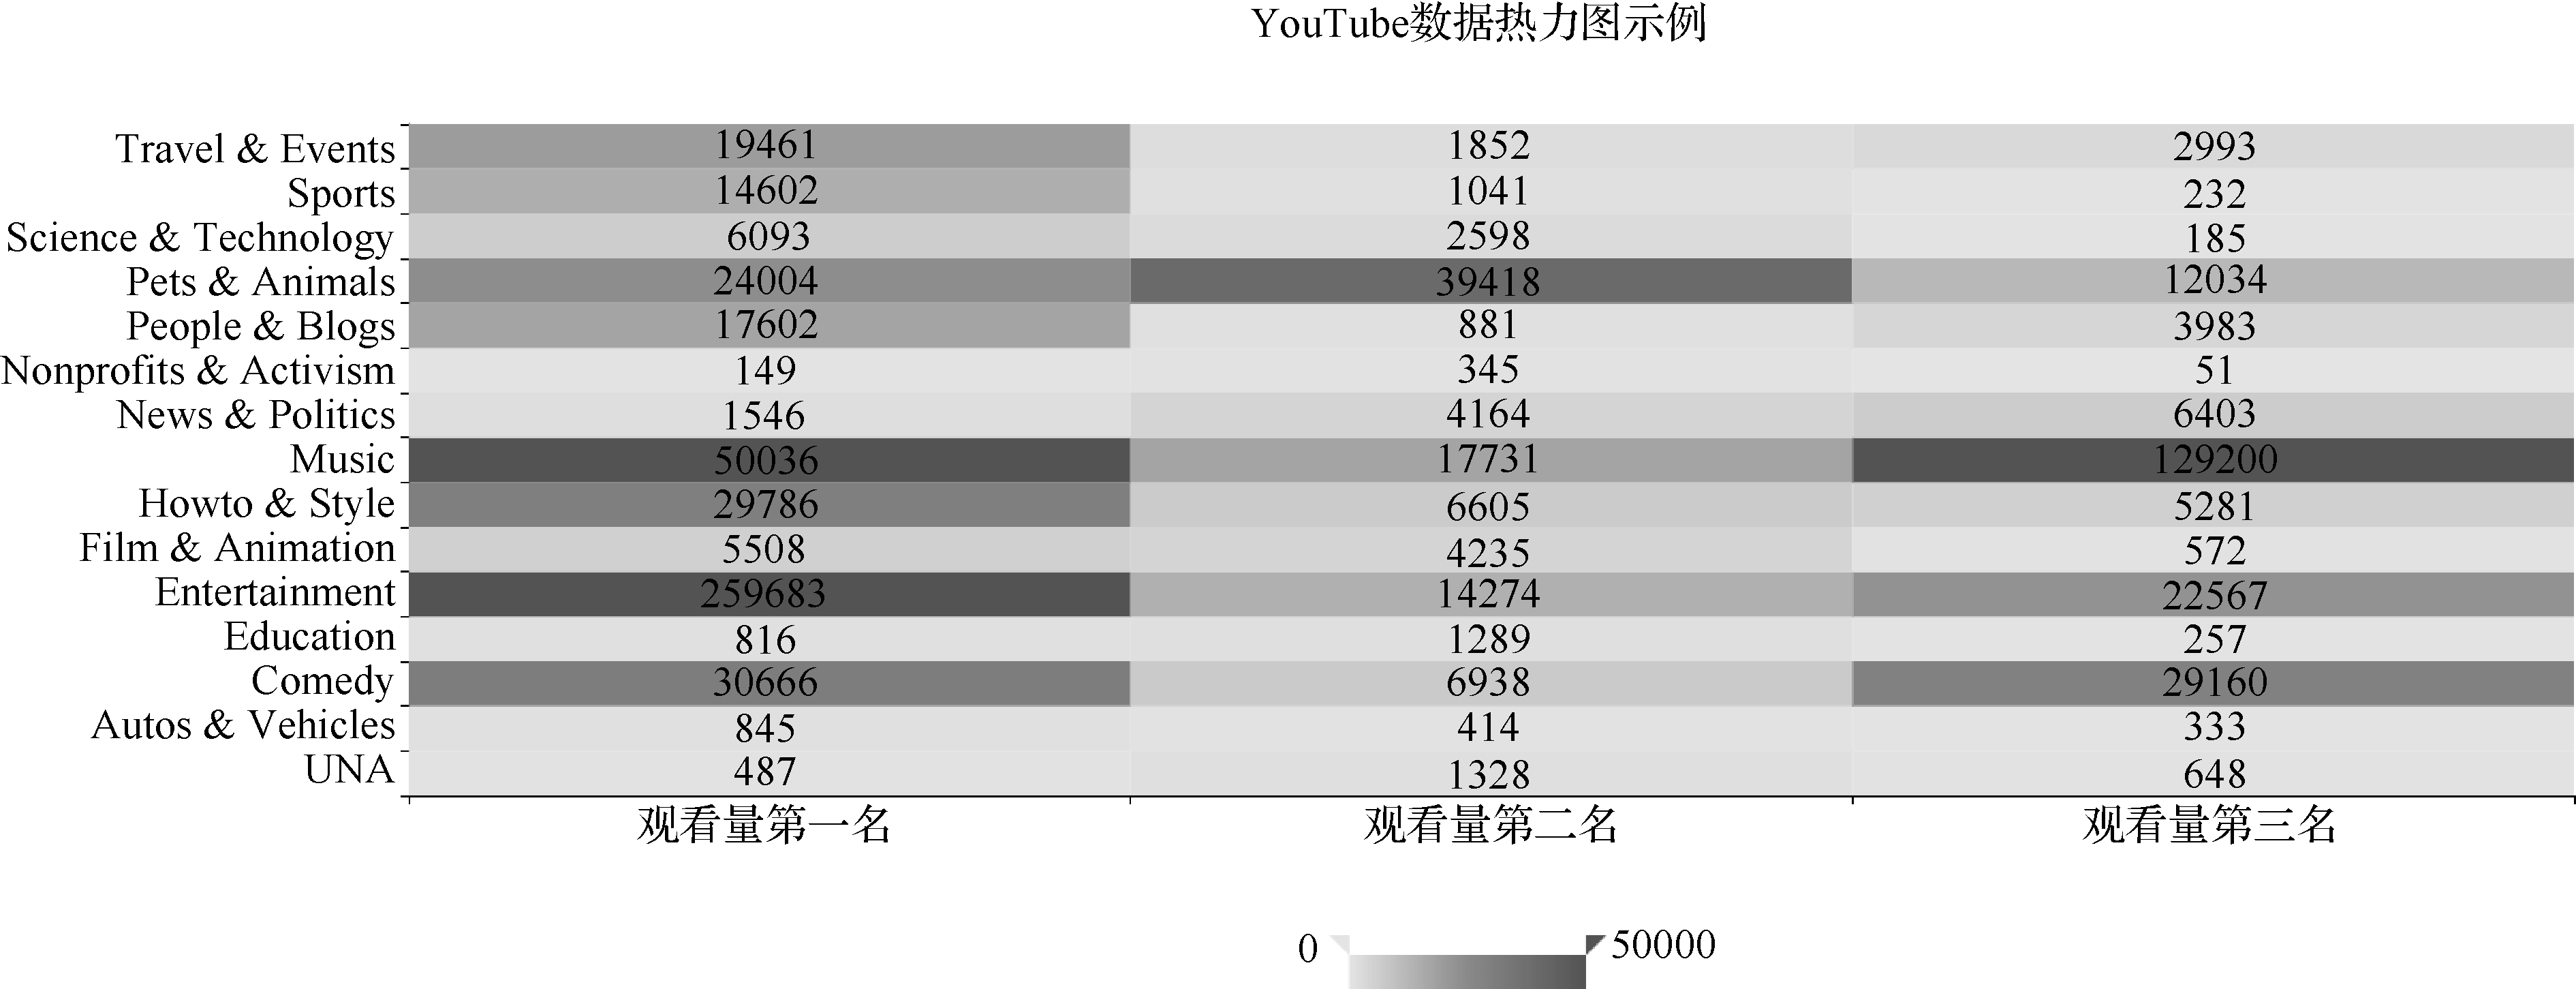 YouTube数据热力图示例
Travel & Events 19461 1852 2993
Sports 14602 1041 232
Science & Technology 6093 2598 185
Pets & Animals 24004 39418 12034
People & Blogs 17602 881 3983
Nonprofits & Activism 149 345 51
News & Politics 1546 4164 6403
Music 50036 17731 129200
Howto & Style 29786 6605 5281
Film & Animation 5508 4235 572
Entertainment 259683 14274 22567
Education 816 1289 257
Comedy 30666 6938 29160
Autos & Vehicles 845 414 333
UNA 487 1328 648
观看量第一名 观看量第二名 观看量第三名
0 50000